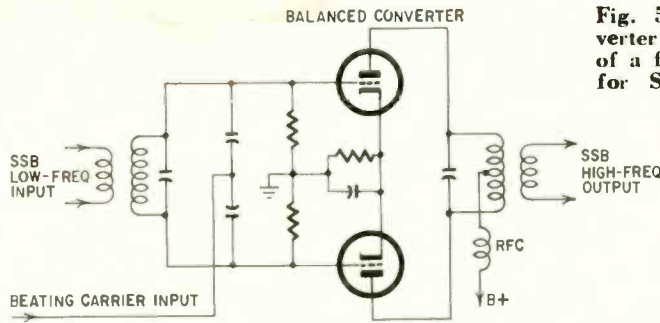 BALANCED CONVERTER
Fig. 5
verter
of a f
for S
SSB
LOW-FREQ
INPUT
SSB
HIGH-FREQ
OUTPUT
RFC
B+
BEATING CARRIER INPUT